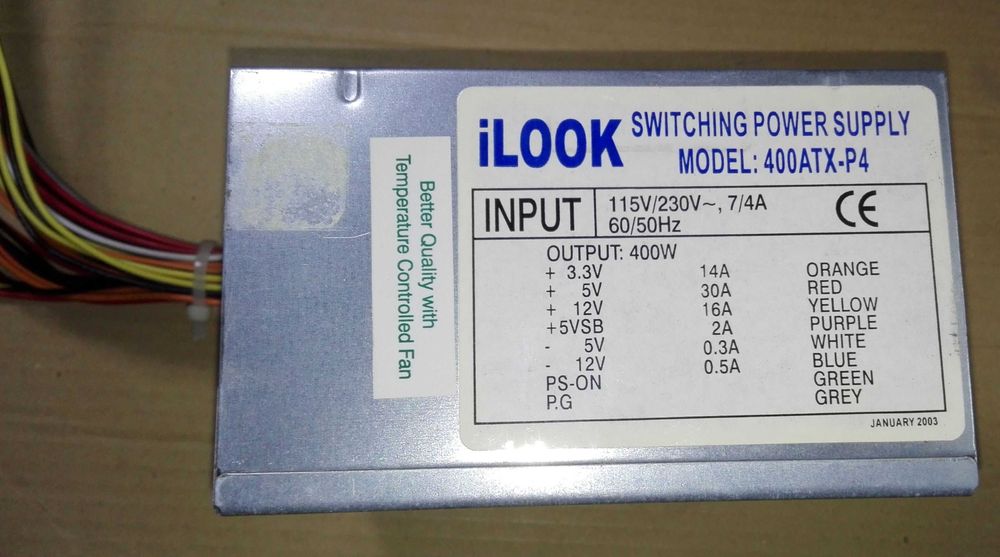 iLOOK
SWITCHING POWER SUPPLY
MODEL: 400ATX-P4
INPUT
115V/230V~, 7/4A
60/50Hz
CE
OUTPUT: 400W
+ 3.3V 14A ORANGE
+ 5V 30A RED
+ 12V 16A YELLOW
+5VSB 2A PURPLE
- 5V 0.3A WHITE
- 12V 0.5A BLUE
PS-ON GREEN
P.G GREY
JANUARY 2003
Better Quality with
Temperature Controlled Fan